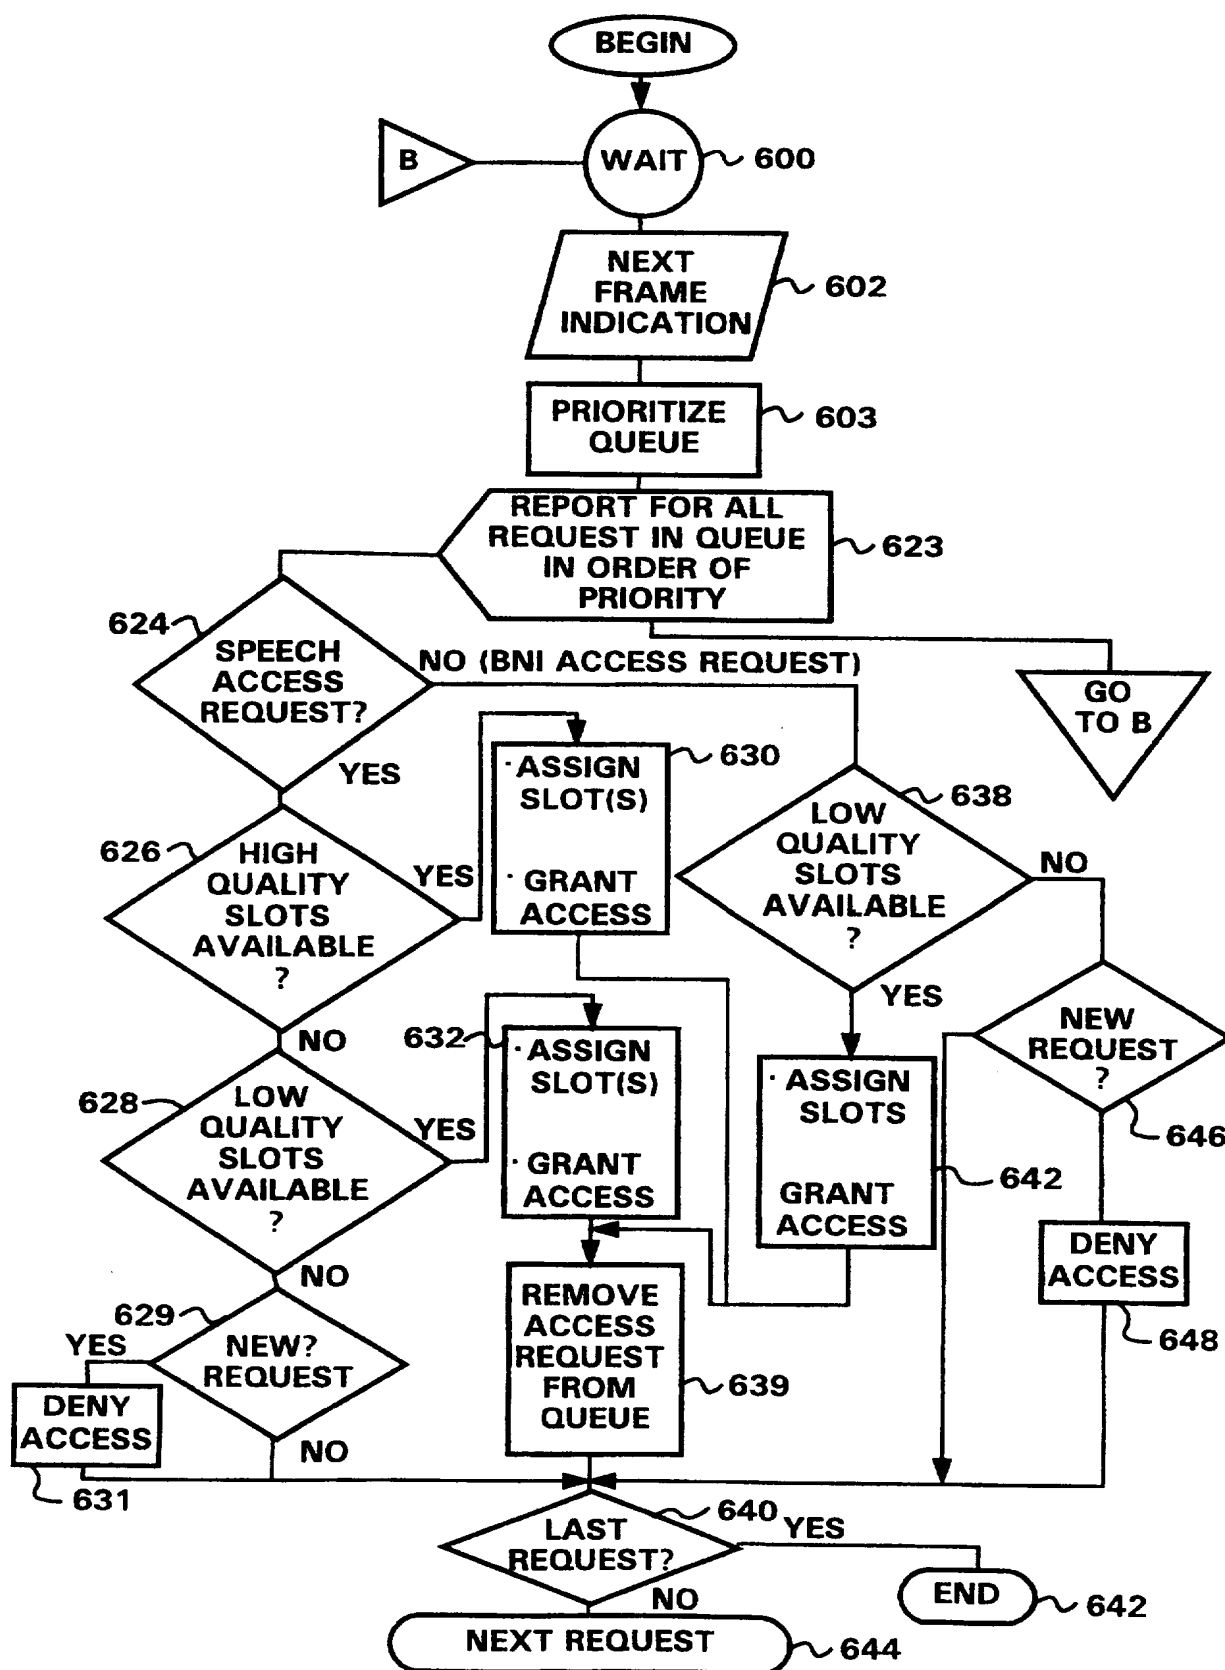 BEGIN
B
WAIT
600
NEXT
FRAME
INDICATION
602
PRIORITIZE
QUEUE
603
REPORT FOR ALL
REQUEST IN QUEUE
IN ORDER OF
PRIORITY
623
624
SPEECH
ACCESS
REQUEST?
NO (BNI ACCESS REQUEST)
GO
TO B
YES
626
HIGH
QUALITY
SLOTS
AVAILABLE
?
YES
· ASSIGN
SLOT(S)
· GRANT
ACCESS
630
638
LOW
QUALITY
SLOTS
AVAILABLE
?
NO
YES
NO
628
LOW
QUALITY
SLOTS
AVAILABLE
?
YES
632
· ASSIGN
SLOT(S)
· GRANT
ACCESS
· ASSIGN
SLOTS
GRANT
ACCESS
642
NEW
REQUEST
?
646
DENY
ACCESS
648
NO
629
NEW?
REQUEST
YES
DENY
ACCESS
631
NO
REMOVE
ACCESS
REQUEST
FROM
QUEUE
639
640
LAST
REQUEST?
YES
END
642
NO
NEXT REQUEST
644